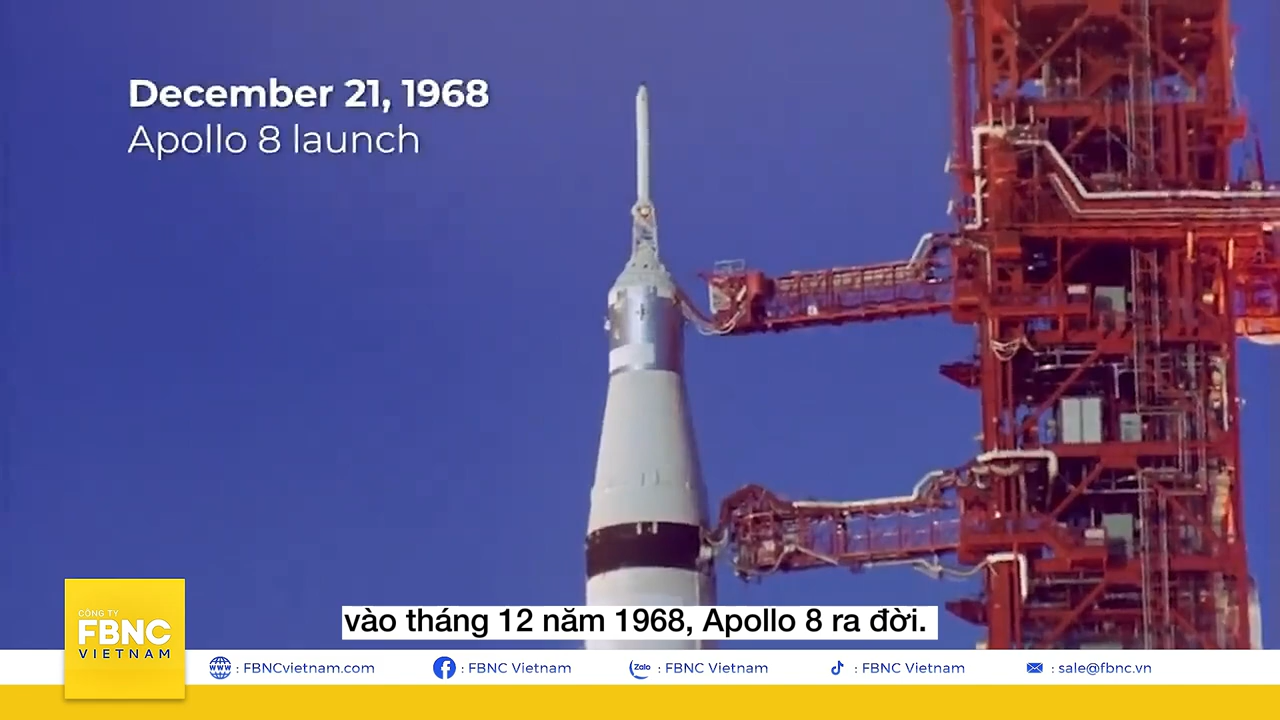 December 21, 1968
Apollo 8 launch
vào tháng 12 năm 1968, Apollo 8 ra đời.
CÔNG TY
FBNC
VIETNAM
www : FBNCvietnam.com
: FBNC Vietnam
Zalo : FBNC Vietnam
: FBNC Vietnam
: sale@fbnc.vn